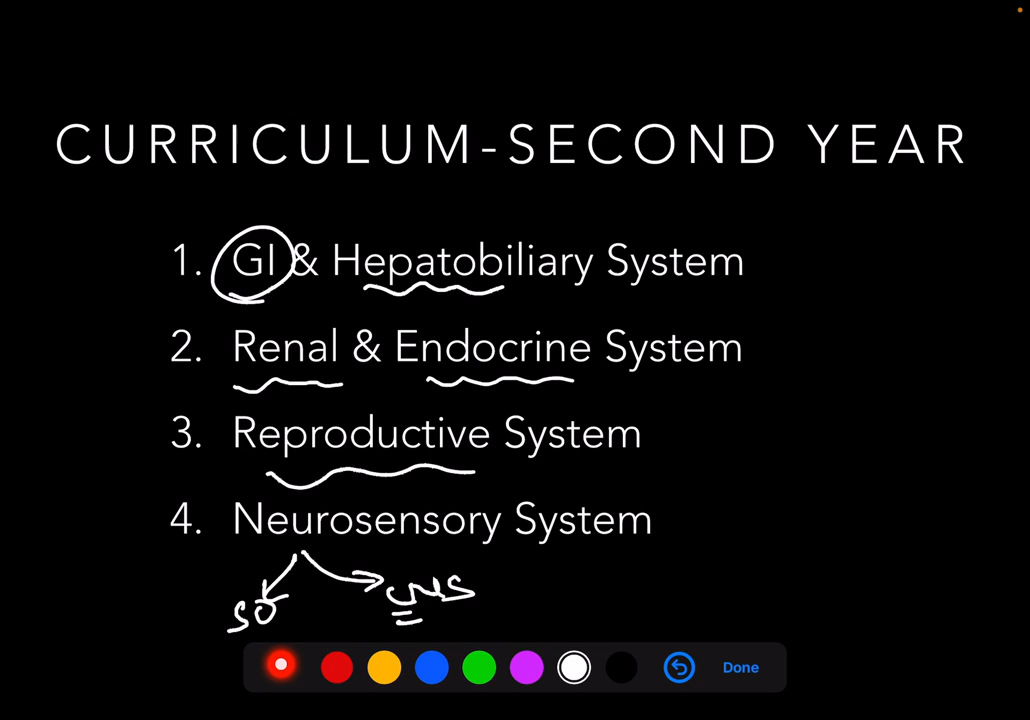 CURRICULUM-SECOND YEAR
1. GI & Hepatobiliary System
2. Renal & Endocrine System
3. Reproductive System
4. Neurosensory System
SO CNS
Done